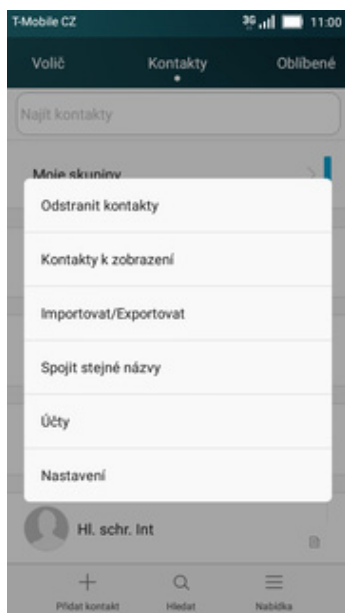 T-Mobile CZ 3G 11:00
Volič Kontakty Oblíbené
Najít kontakty
Moje skupiny
Odstranit kontakty
Kontakty k zobrazení
Importovat/Exportovat
Spojit stejné názvy
Účty
Nastavení
Hl. schr. Int
Přidat kontakt Hledat Nabídka